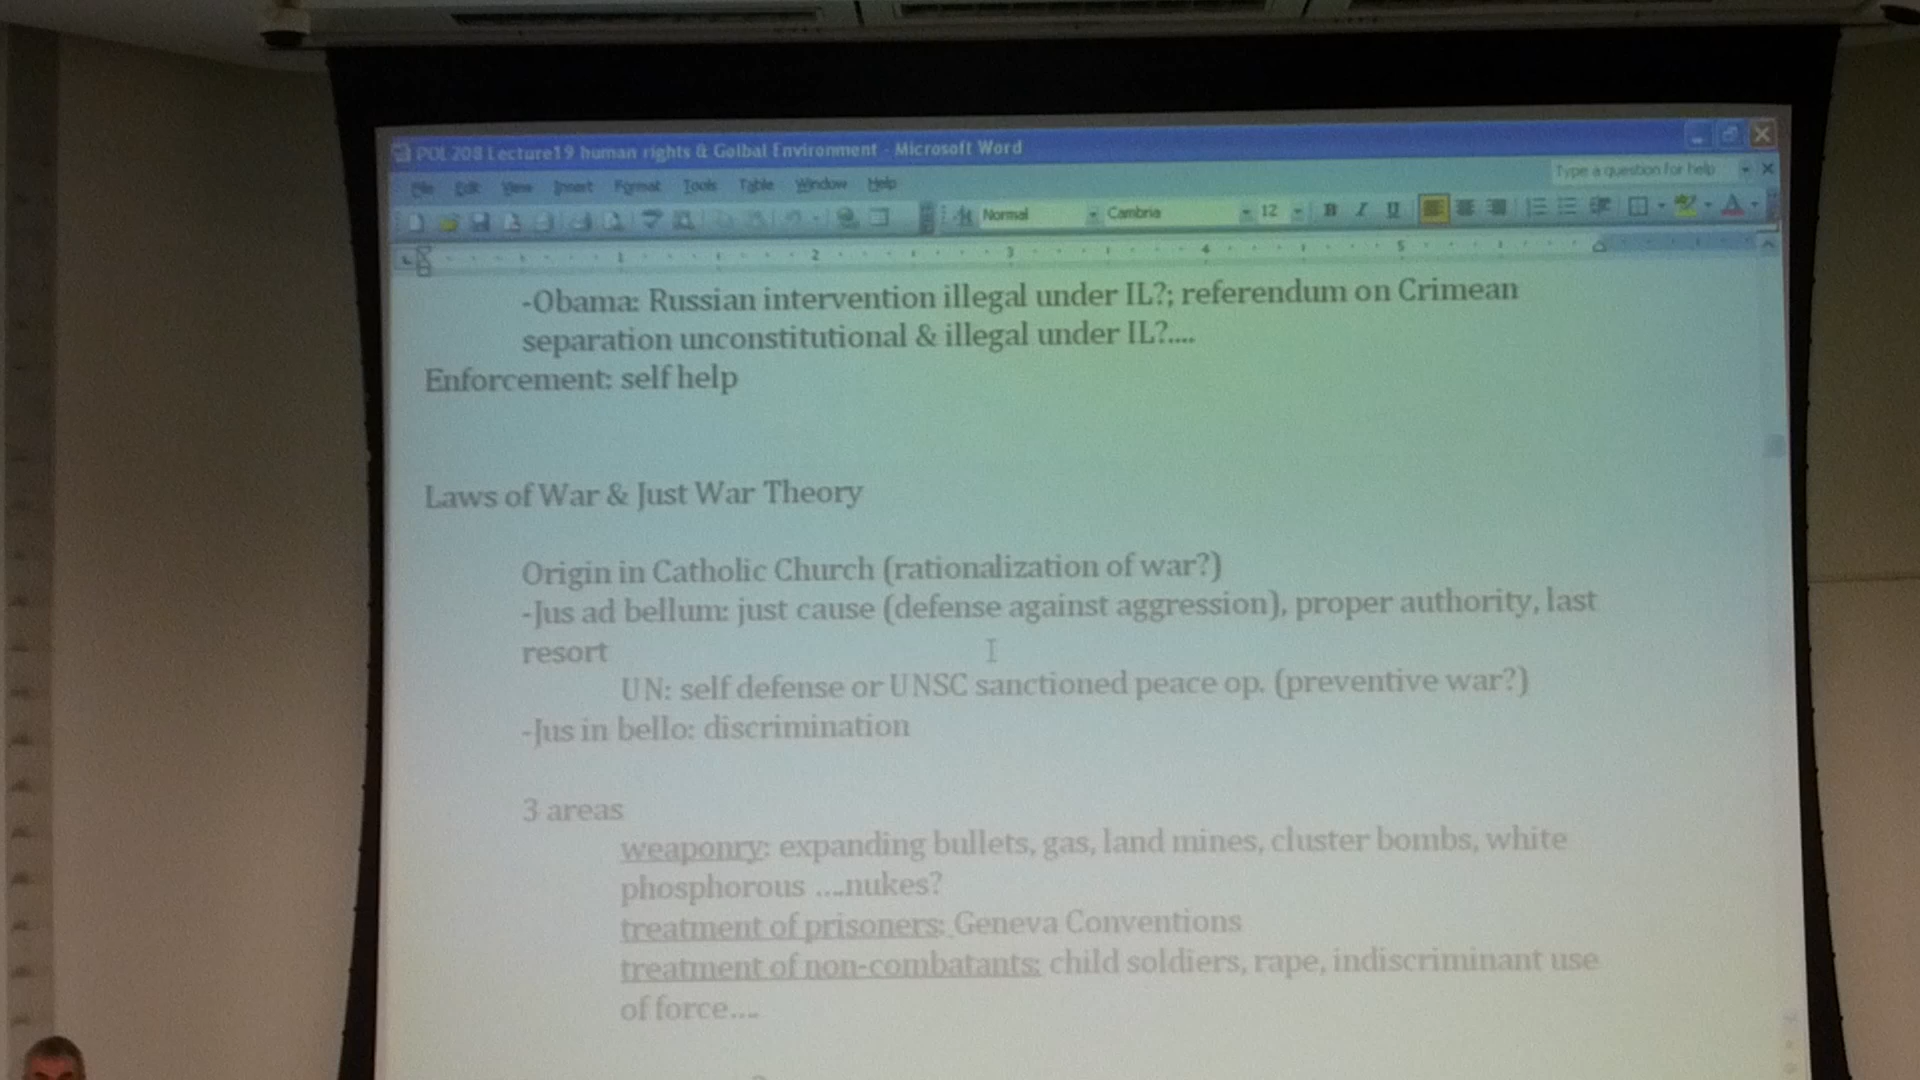 POL 208 Lecture19 human rights & Golbal Environment - Microsoft Word
File Edit View Insert Format Tools Table Window Help
Type a question for help
Normal Cambria 12 B I U
1 2 3 4 5
-Obama: Russian intervention illegal under IL?; referendum on Crimean
separation unconstitutional & illegal under IL?....
Enforcement: self help
Laws of War & Just War Theory
Origin in Catholic Church (rationalization of war?)
-Jus ad bellum: just cause (defense against aggression), proper authority, last
resort
UN: self defense or UNSC sanctioned peace op. (preventive war?)
-Jus in bello: discrimination
3 areas
weaponry: expanding bullets, gas, land mines, cluster bombs, white
phosphorous ....nukes?
treatment of prisoners: Geneva Conventions
treatment of non-combatants: child soldiers, rape, indiscriminant use
of force....